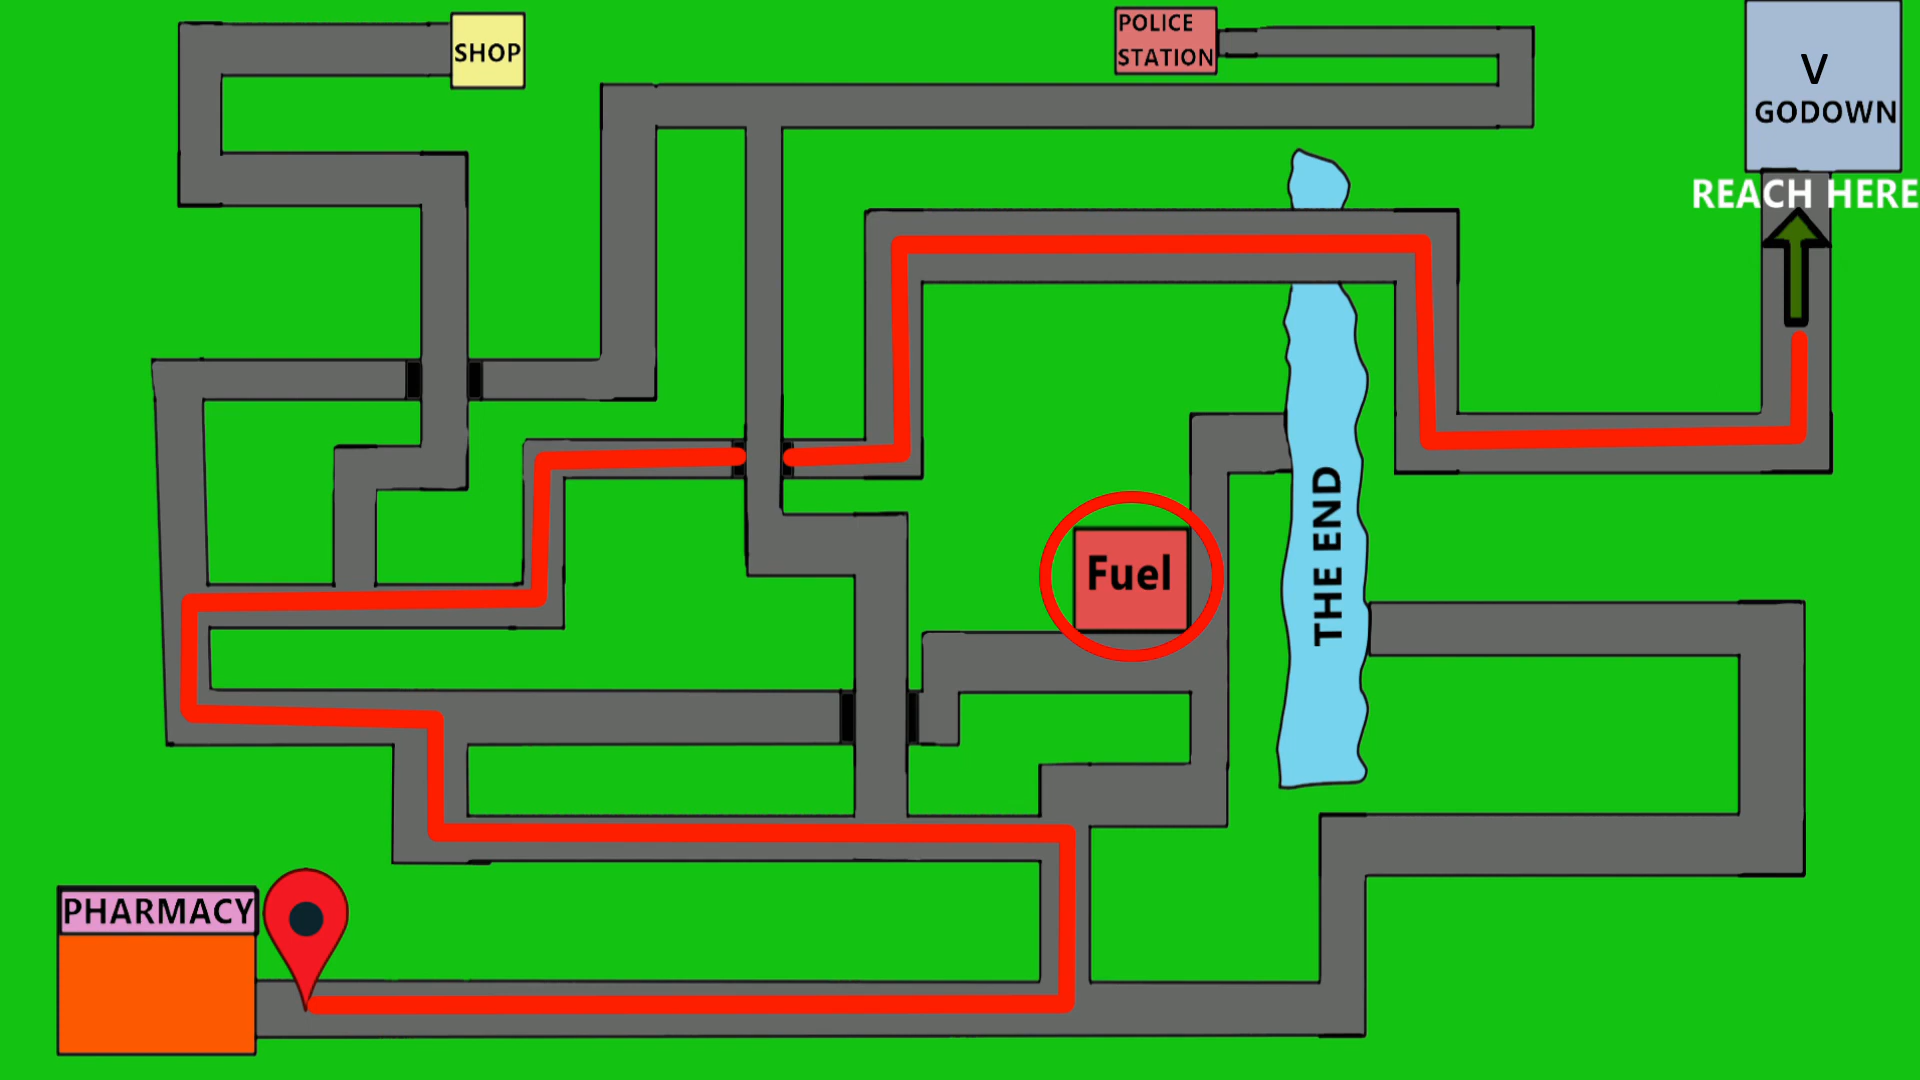 SHOP
POLICE
STATION
V
GODOWN
REACH HERE
Fuel
THE END
PHARMACY